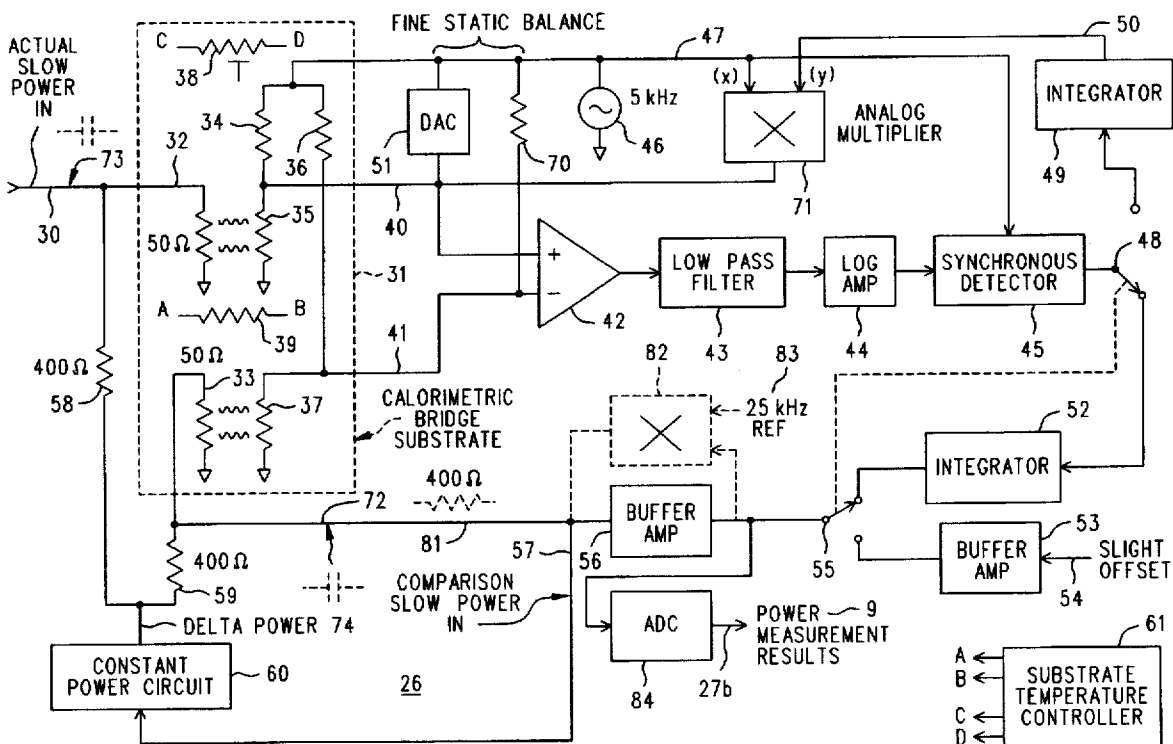 FINE STATIC BALANCE
ACTUAL
SLOW
POWER
IN
C
D
38
T
47
50
(x)
(y)
5 kHz
46
DAC
51
34
36
70
ANALOG
MULTIPLIER
71
INTEGRATOR
49
73
32
30
35
50Ω
40
31
+
−
42
LOW PASS
FILTER
43
LOG
AMP
44
SYNCHRONOUS
DETECTOR
45
48
A
B
39
41
50Ω
33
37
400Ω
58
CALORIMETRIC
BRIDGE
SUBSTRATE
82
83
25 kHz
REF
52
INTEGRATOR
400Ω
72
81
57
BUFFER
AMP
56
55
BUFFER
AMP
53
SLIGHT
OFFSET
54
400Ω
59
COMPARISON
SLOW POWER
IN
DELTA POWER 74
CONSTANT
POWER CIRCUIT
60
26
ADC
84
POWER 9
MEASUREMENT
RESULTS
27b
61
A
B
C
D
SUBSTRATE
TEMPERATURE
CONTROLLER